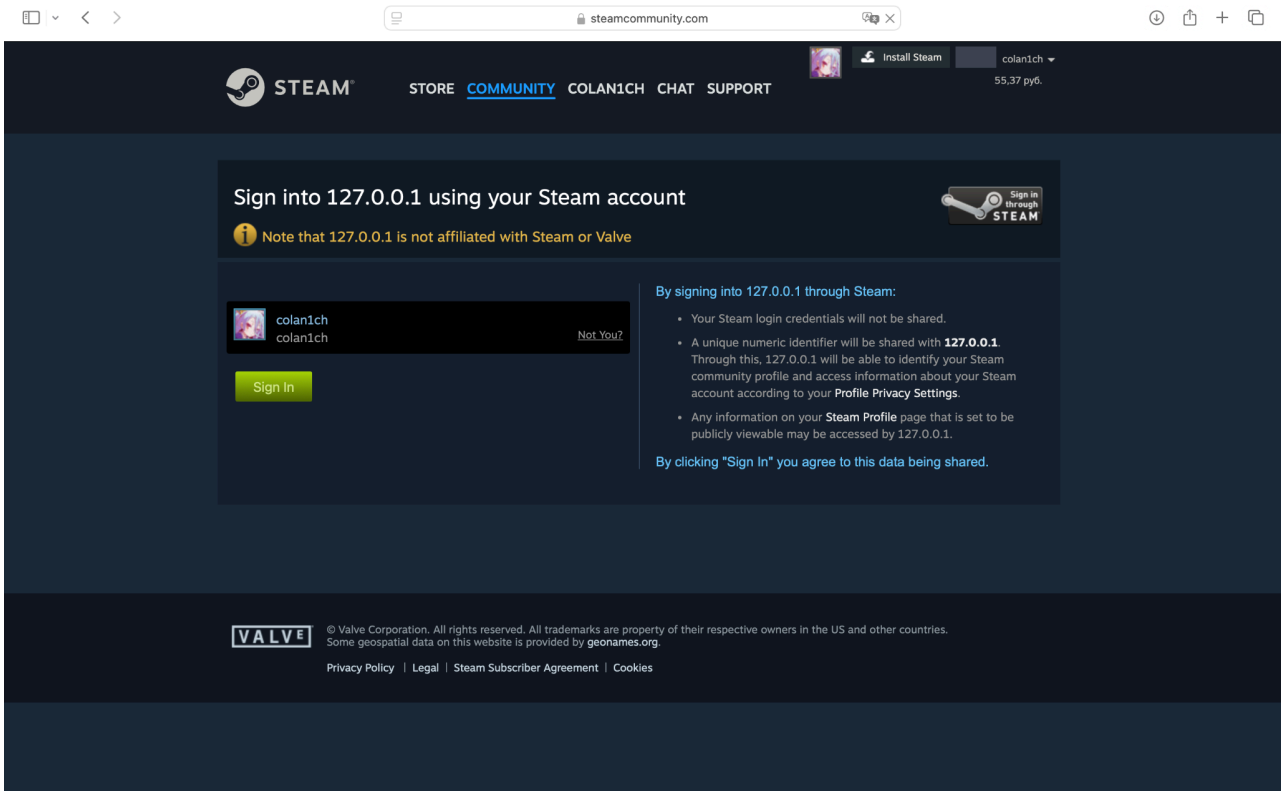 steamcommunity.com
Install Steam
colan1ch
55,37 руб.
STEAM®
STORE COMMUNITY COLAN1CH CHAT SUPPORT
Sign into 127.0.0.1 using your Steam account
Note that 127.0.0.1 is not affiliated with Steam or Valve
Sign in
through
STEAM
colan1ch
colan1ch
Not You?
Sign In
By signing into 127.0.0.1 through Steam:
• Your Steam login credentials will not be shared.
• A unique numeric identifier will be shared with 127.0.0.1.
Through this, 127.0.0.1 will be able to identify your Steam
community profile and access information about your Steam
account according to your Profile Privacy Settings.
• Any information on your Steam Profile page that is set to be
publicly viewable may be accessed by 127.0.0.1.
By clicking "Sign In" you agree to this data being shared.
VALVE
© Valve Corporation. All rights reserved. All trademarks are property of their respective owners in the US and other countries.
Some geospatial data on this website is provided by geonames.org.
Privacy Policy | Legal | Steam Subscriber Agreement | Cookies